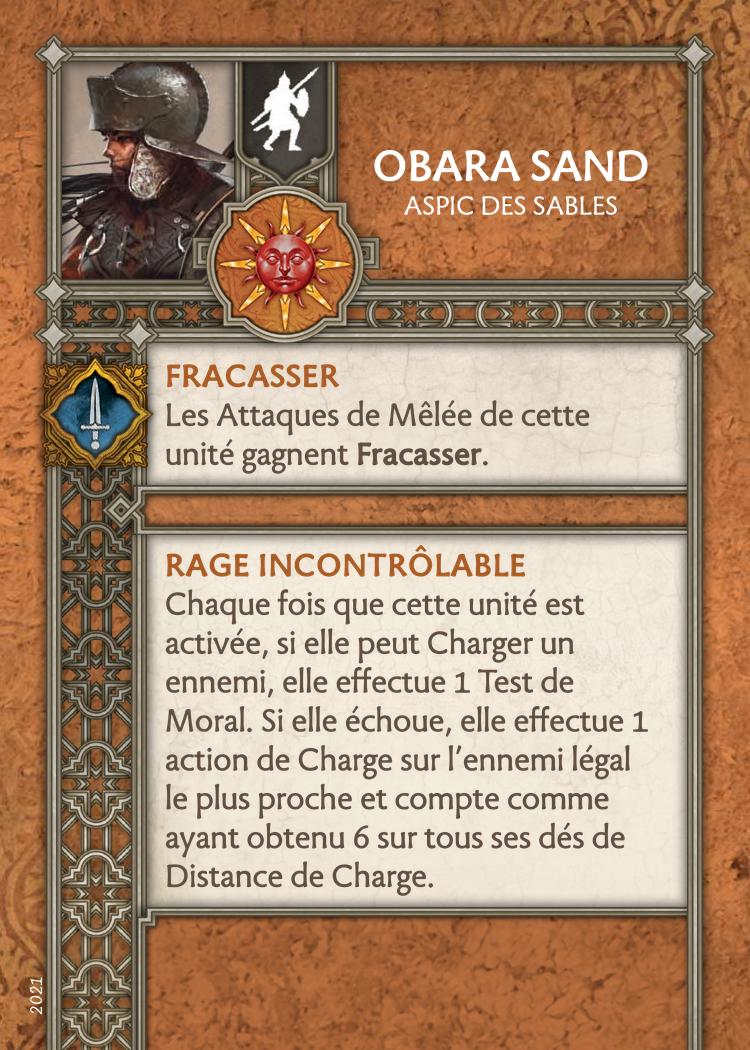 OBARA SAND
ASPIC DES SABLES
FRACASSER
Les Attaques de Mêlée de cette
unité gagnent Fracasser.
RAGE INCONTRÔLABLE
Chaque fois que cette unité est
activée, si elle peut Charger un
ennemi, elle effectue 1 Test de
Moral. Si elle échoue, elle effectue 1
action de Charge sur l’ennemi légal
le plus proche et compte comme
ayant obtenu 6 sur tous ses dés de
Distance de Charge.
2021